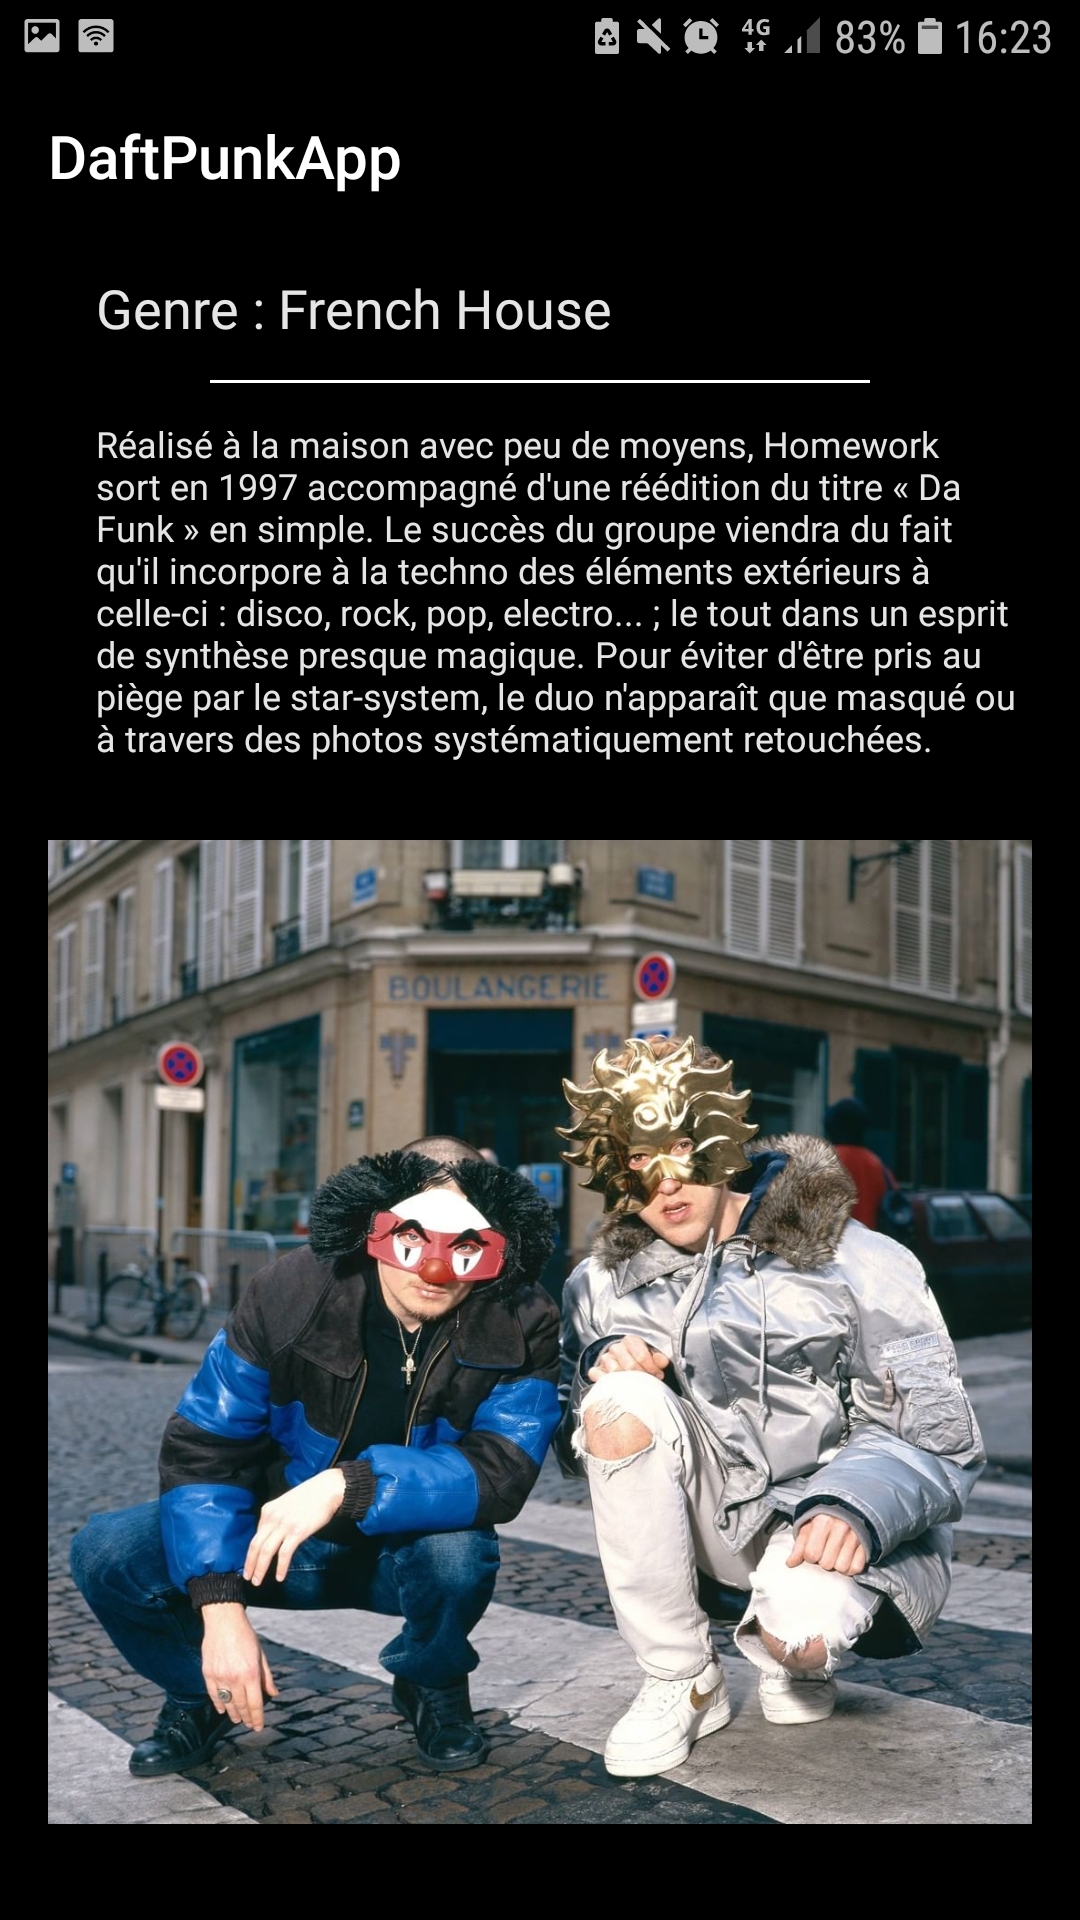 4G 83% 16:23
DaftPunkApp
Genre : French House
Réalisé à la maison avec peu de moyens, Homework
sort en 1997 accompagné d'une réédition du titre « Da
Funk » en simple. Le succès du groupe viendra du fait
qu'il incorpore à la techno des éléments extérieurs à
celle-ci : disco, rock, pop, electro... ; le tout dans un esprit
de synthèse presque magique. Pour éviter d'être pris au
piège par le star-system, le duo n'apparaît que masqué ou
à travers des photos systématiquement retouchées.
BOULANGERIE